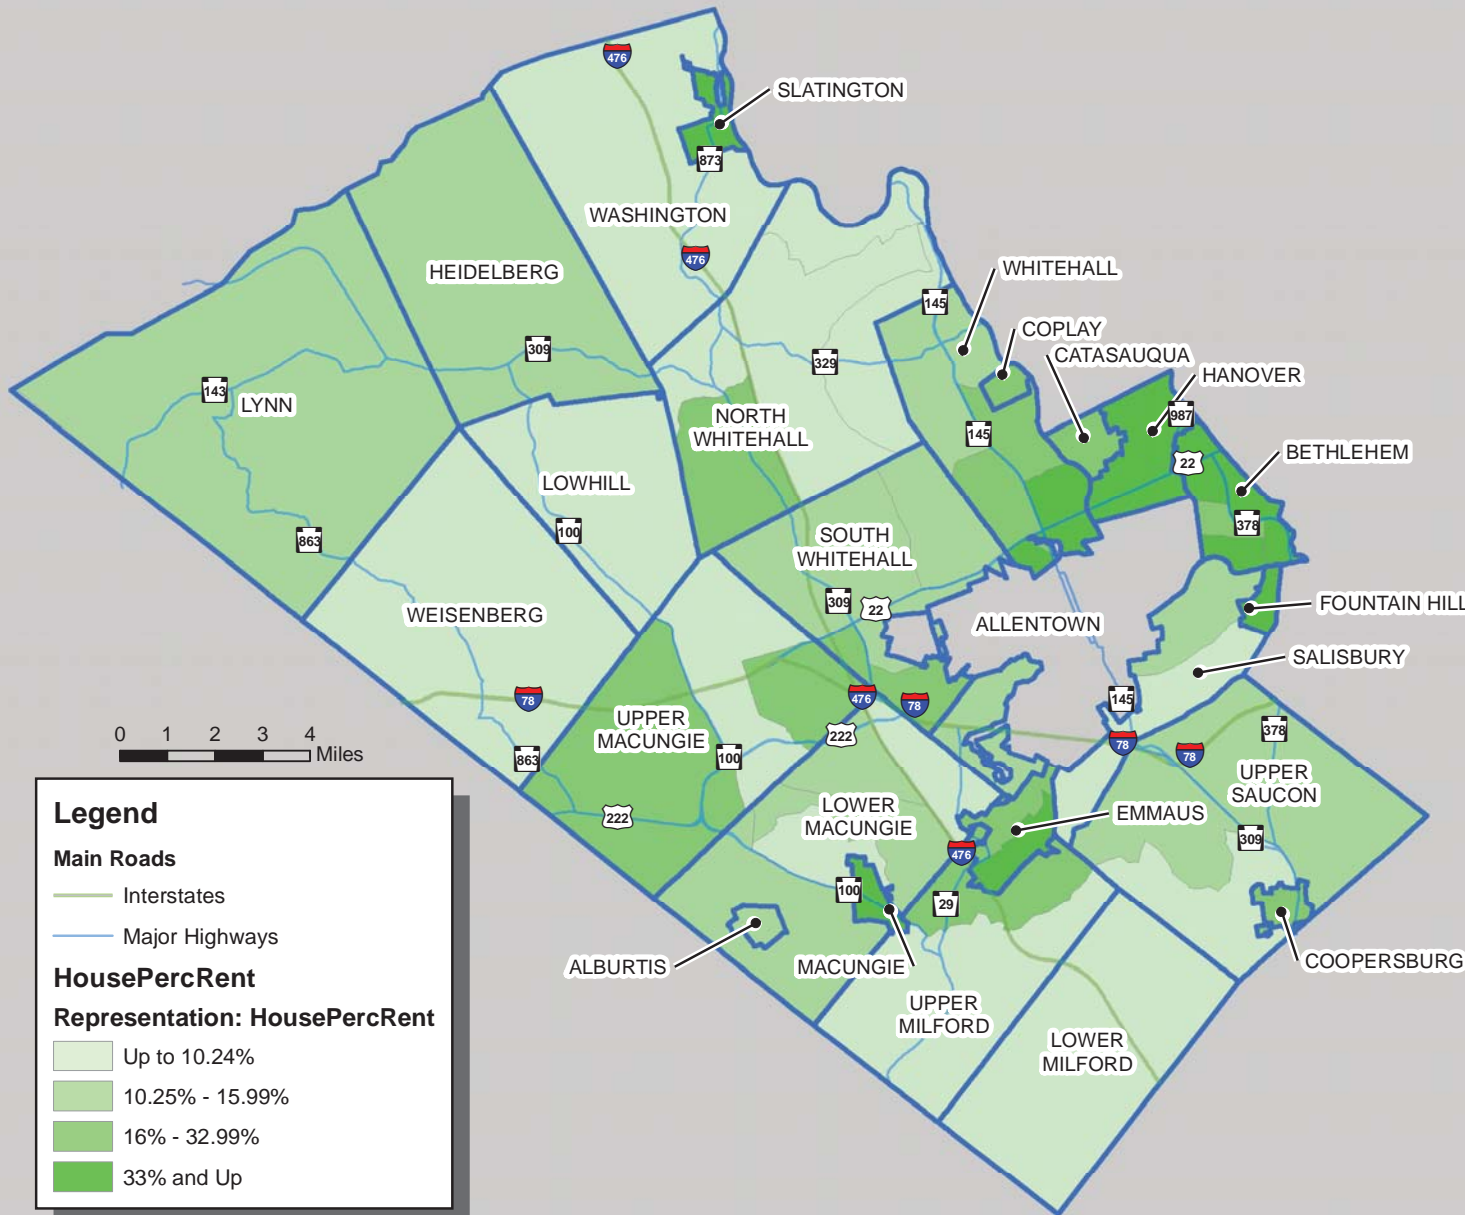 476
SLATINGTON
873
WASHINGTON
476
HEIDELBERG
WHITEHALL
145
COPLAY
309
329
CATASAUQUA
HANOVER
143
LYNN
987
NORTH
WHITEHALL
145
22
BETHLEHEM
LOWHILL
863
100
378
SOUTH
WHITEHALL
309
22
WEISENBERG
ALLENTOWN
FOUNTAIN HILL
SALISBURY
78
476
78
145
UPPER
MACUNGIE
222
378
78
78
0 1 2 3 4
Miles
863
100
UPPER
SAUCON
222
LOWER
MACUNGIE
EMMAUS
309
476
100
29
ALBURTIS
MACUNGIE
COOPERSBURG
UPPER
MILFORD
LOWER
MILFORD
Legend
Main Roads
Interstates
Major Highways
HousePercRent
Representation: HousePercRent
Up to 10.24%
10.25% - 15.99%
16% - 32.99%
33% and Up